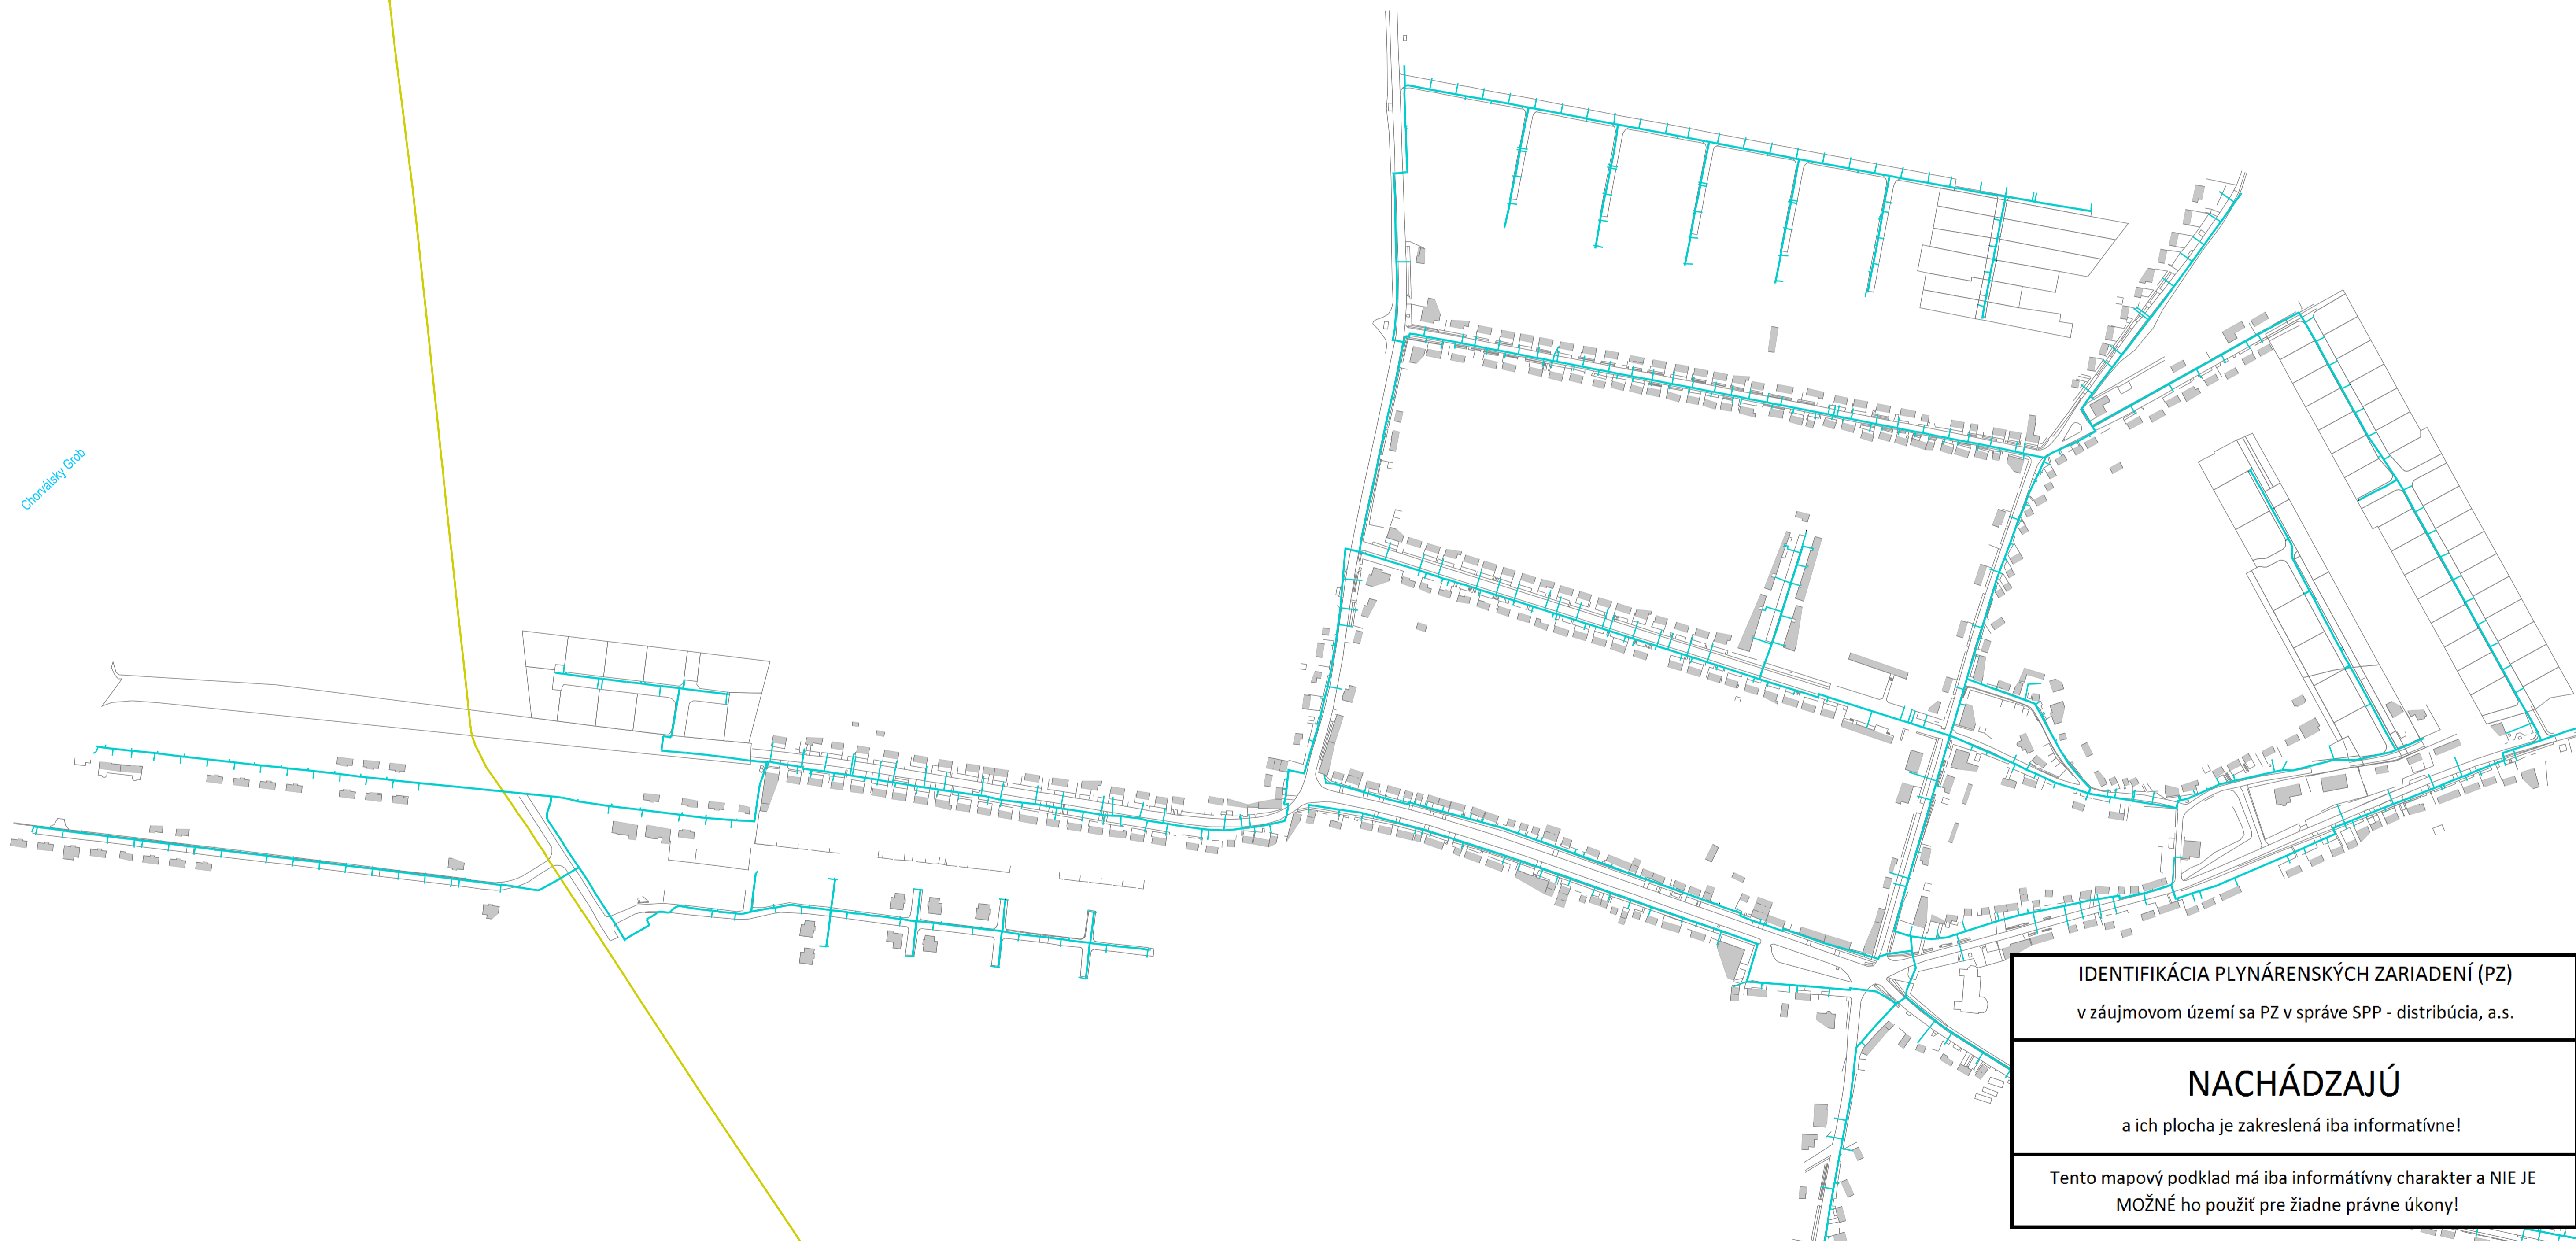 Chorvátsky Grob
IDENTIFIKÁCIA PLYNÁRENSKÝCH ZARIADENÍ (PZ)
v záujmovom území sa PZ v správe SPP - distribúcia, a.s.
NACHÁDZAJÚ
a ich plocha je zakreslená iba informatívne!
Tento mapový podklad má iba informátívny charakter a NIE JE
MOŽNÉ ho použiť pre žiadne právne úkony!